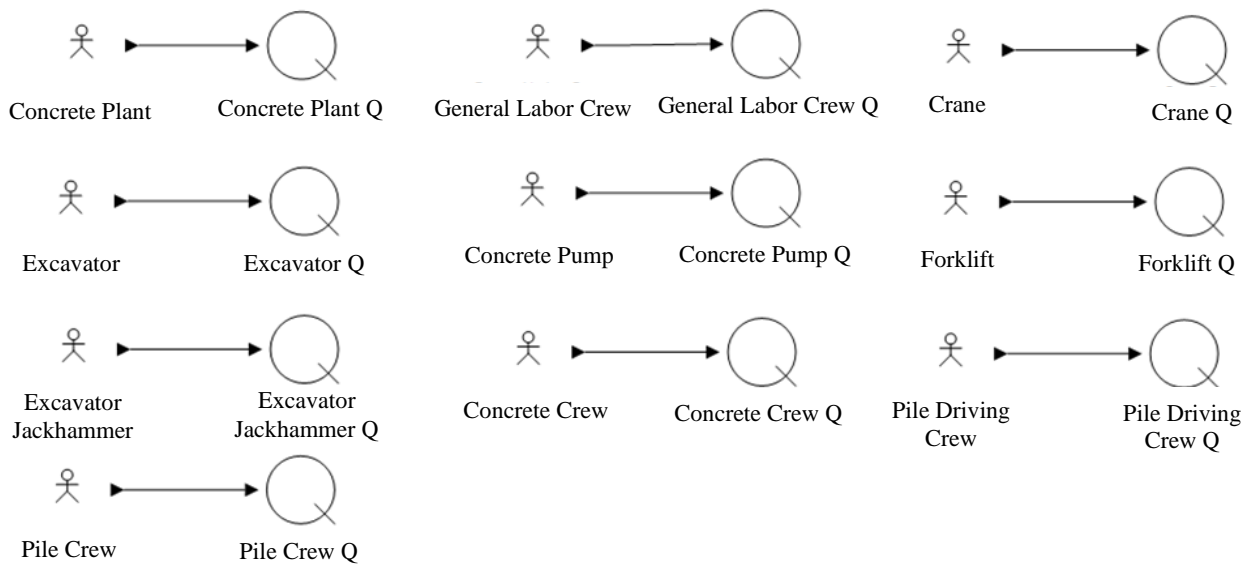 Concrete Plant
Concrete Plant Q
General Labor Crew
General Labor Crew Q
Crane
Crane Q
Excavator
Excavator Q
Concrete Pump
Concrete Pump Q
Forklift
Forklift Q
Excavator
Jackhammer
Excavator
Jackhammer Q
Concrete Crew
Concrete Crew Q
Pile Driving
Crew
Pile Driving
Crew Q
Pile Crew
Pile Crew Q